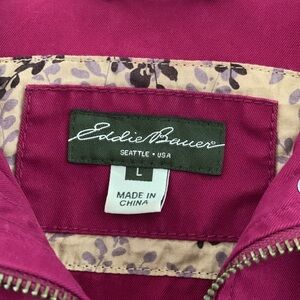 Eddie Bauer
SEATTLE • USA
L
MADE IN
CHINA